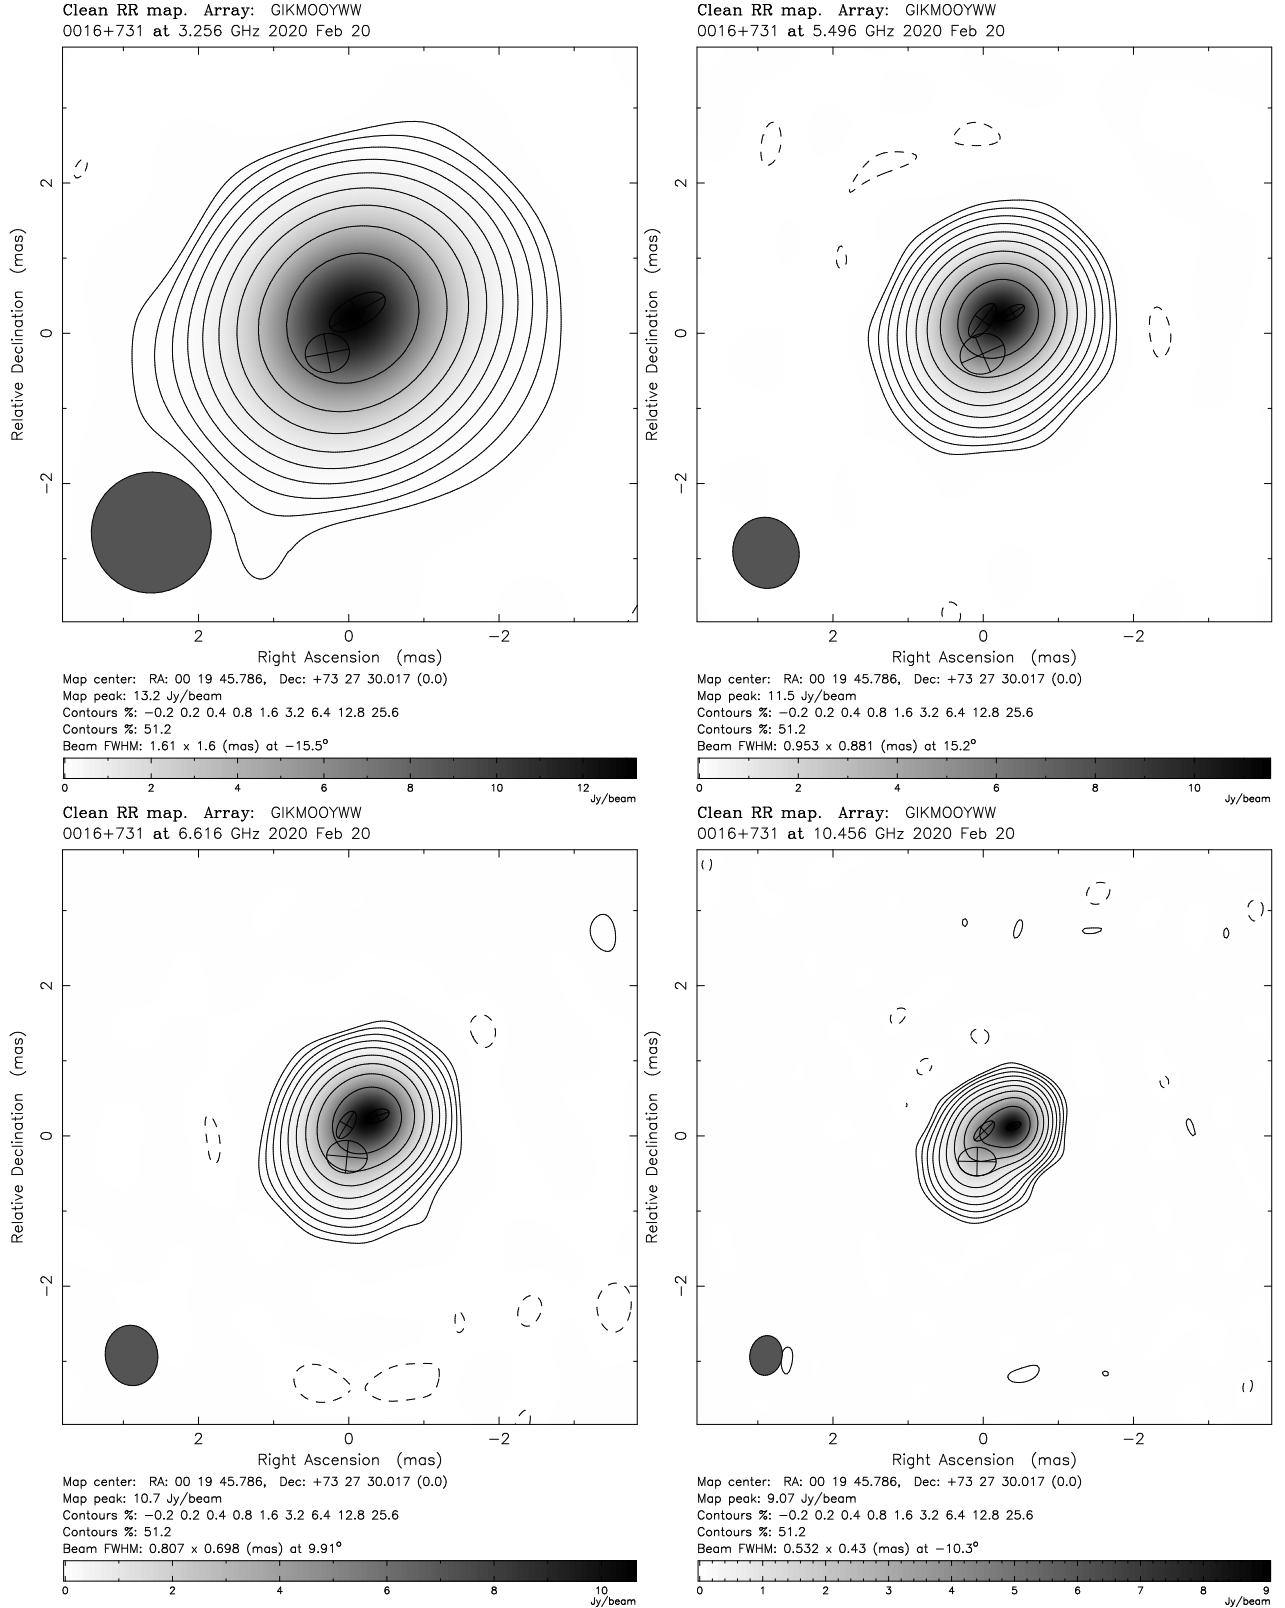 Clean RR map. Array: GIKMOOYWW
0016+731 at 3.256 GHz 2020 Feb 20
Relative Declination (mas)
2
0
−2
2
0
−2
Right Ascension (mas)
Map center: RA: 00 19 45.786, Dec: +73 27 30.017 (0.0)
Map peak: 13.2 Jy/beam
Contours %: −0.2 0.2 0.4 0.8 1.6 3.2 6.4 12.8 25.6
Contours %: 51.2
Beam FWHM: 1.61 x 1.6 (mas) at −15.5°
0 2 4 6 8 10 12
Jy/beam
Clean RR map. Array: GIKMOOYWW
0016+731 at 5.496 GHz 2020 Feb 20
Relative Declination (mas)
2
0
−2
2
0
−2
Right Ascension (mas)
Map center: RA: 00 19 45.786, Dec: +73 27 30.017 (0.0)
Map peak: 11.5 Jy/beam
Contours %: −0.2 0.2 0.4 0.8 1.6 3.2 6.4 12.8 25.6
Contours %: 51.2
Beam FWHM: 0.953 x 0.881 (mas) at 15.2°
0 2 4 6 8 10
Jy/beam
Clean RR map. Array: GIKMOOYWW
0016+731 at 6.616 GHz 2020 Feb 20
Relative Declination (mas)
2
0
−2
2
0
−2
Right Ascension (mas)
Map center: RA: 00 19 45.786, Dec: +73 27 30.017 (0.0)
Map peak: 10.7 Jy/beam
Contours %: −0.2 0.2 0.4 0.8 1.6 3.2 6.4 12.8 25.6
Contours %: 51.2
Beam FWHM: 0.807 x 0.698 (mas) at 9.91°
0 2 4 6 8 10
Jy/beam
Clean RR map. Array: GIKMOOYWW
0016+731 at 10.456 GHz 2020 Feb 20
Relative Declination (mas)
2
0
−2
2
0
−2
Right Ascension (mas)
Map center: RA: 00 19 45.786, Dec: +73 27 30.017 (0.0)
Map peak: 9.07 Jy/beam
Contours %: −0.2 0.2 0.4 0.8 1.6 3.2 6.4 12.8 25.6
Contours %: 51.2
Beam FWHM: 0.532 x 0.43 (mas) at −10.3°
0 1 2 3 4 5 6 7 8 9
Jy/beam